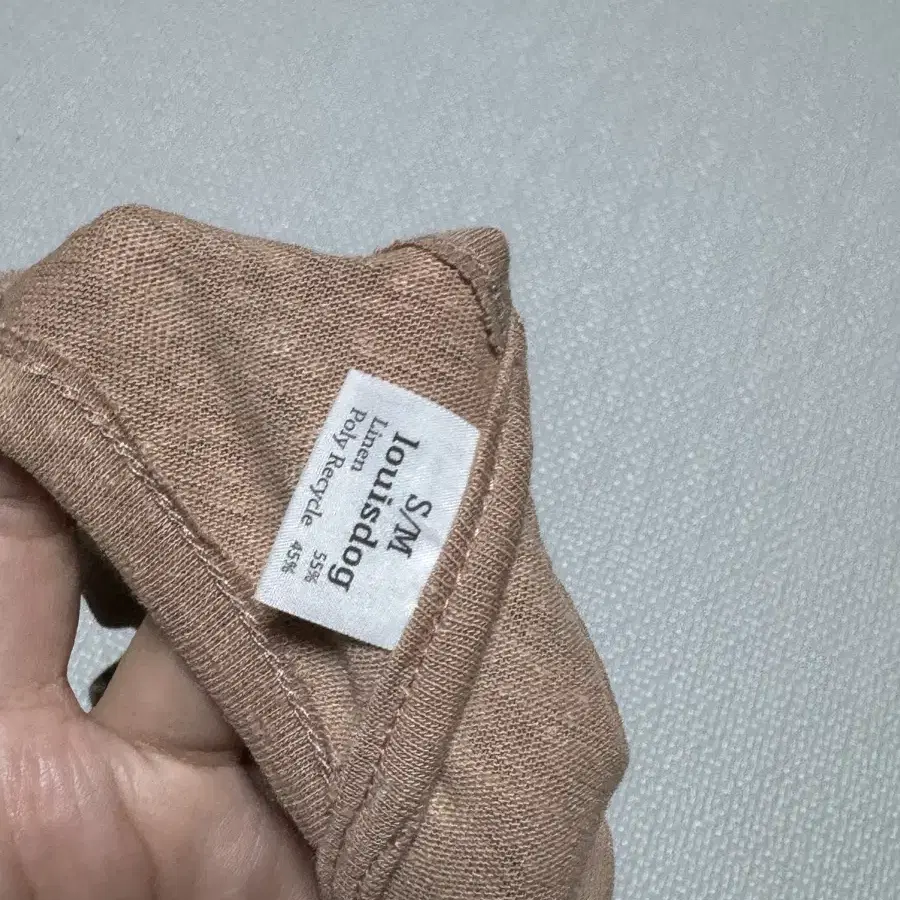 S/M
louisdog
Linen 55%
Poly Recycle 45%